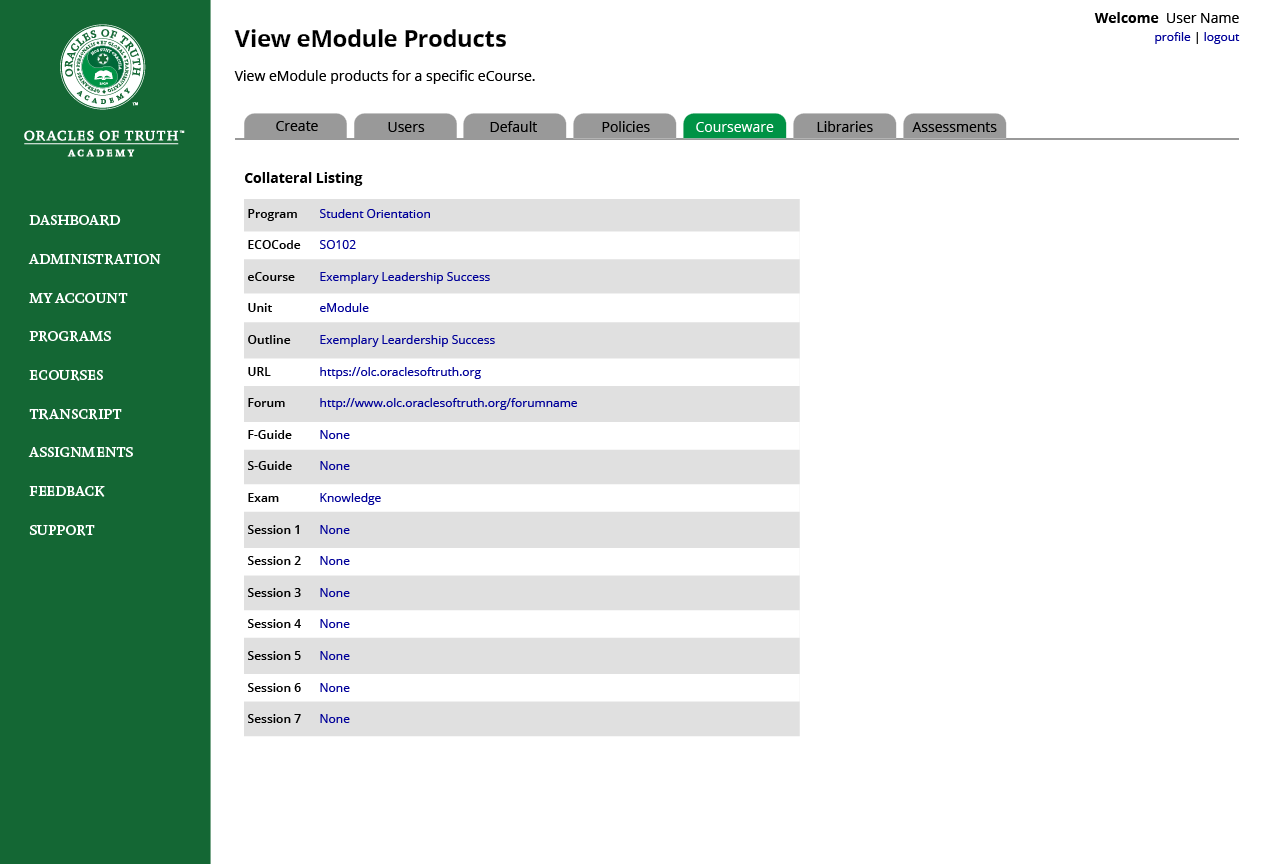 ORACLES OF TRUTH
ACADEMY
ORACLES OF TRUTH™
ACADEMY
DASHBOARD
ADMINISTRATION
MY ACCOUNT
PROGRAMS
ECOURSES
TRANSCRIPT
ASSIGNMENTS
FEEDBACK
SUPPORT
Welcome User Name
profile | logout
View eModule Products
View eModule products for a specific eCourse.
Create Users Default Policies Courseware Libraries Assessments
Collateral Listing
Program Student Orientation
ECOCode SO102
eCourse Exemplary Leadership Success
Unit eModule
Outline Exemplary Leardership Success
URL https://olc.oraclesoftruth.org
Forum http://www.olc.oraclesoftruth.org/forumname
F-Guide None
S-Guide None
Exam Knowledge
Session 1 None
Session 2 None
Session 3 None
Session 4 None
Session 5 None
Session 6 None
Session 7 None